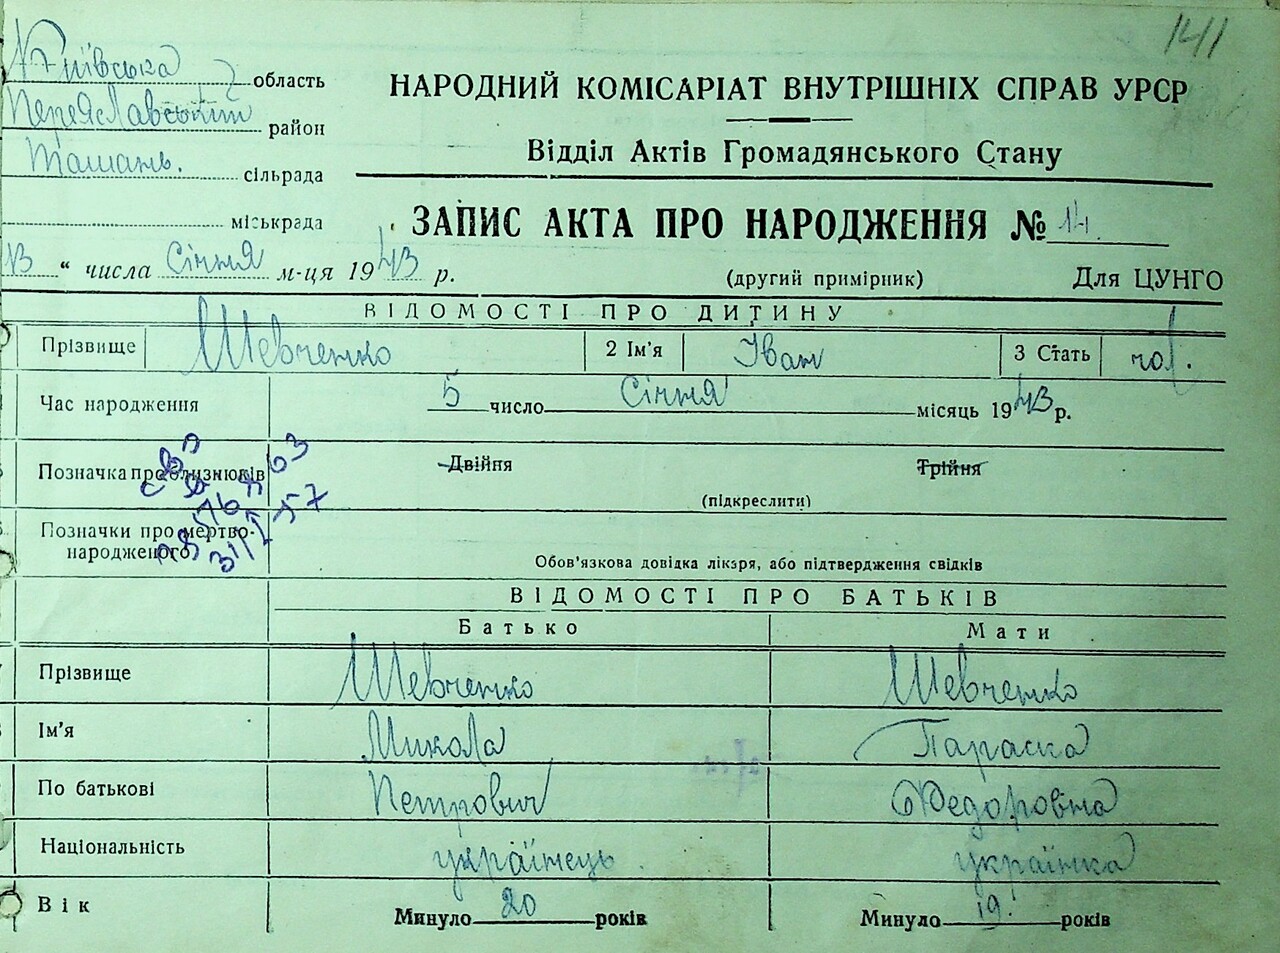 141
Київська область
Переяславський район
Ташань. сільрада
міськрада
НАРОДНИЙ КОМІСАРІАТ ВНУТРІШНІХ СПРАВ УРСР
Відділ Актів Громадянського Стану
ЗАПИС АКТА ПРО НАРОДЖЕННЯ № 14.
13 “ числа Січня м-ця 1943 р.
(другий примірник)
Для ЦУНГО
ВІДОМОСТІ ПРО ДИТИНУ
Прізвище Шевченко 2 Ім'я Іван 3 Стать чол.
Час народження 5 число Січня місяць 1943 р.
Позначка про близнюків Двійня Трійня
(підкреслити)
Позначки про мертво-
народженого
Обов'язкова довідка лікаря, або підтвердження свідків
ВІДОМОСТІ ПРО БАТЬКІВ
Батько Мати
Прізвище Шевченко Шевченко
Ім'я Микола Параска
По батькові Петрович Федоровна
Національність українець українка
Вік Минуло 20 років Минуло 19. років